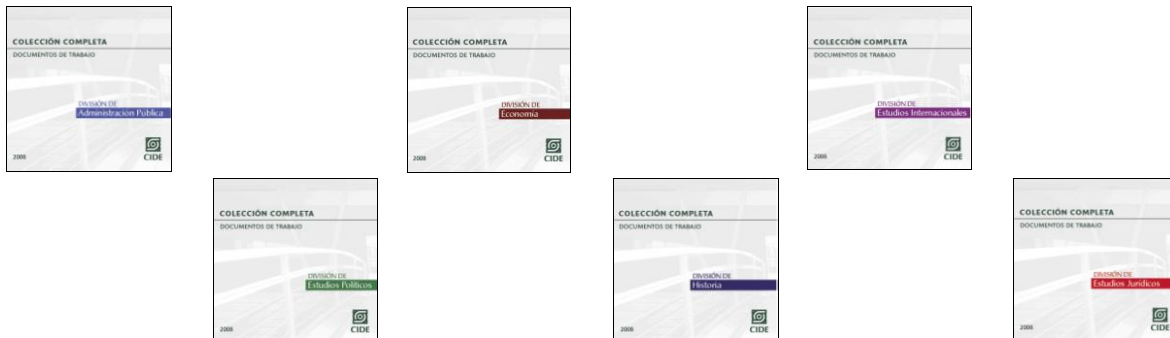 COLECCIÓN COMPLETA
DOCUMENTOS DE TRABAJO
DIVISIÓN DE
Administración Pública
2008
CIDE
COLECCIÓN COMPLETA
DOCUMENTOS DE TRABAJO
DIVISIÓN DE
Economía
2008
CIDE
COLECCIÓN COMPLETA
DOCUMENTOS DE TRABAJO
DIVISIÓN DE
Estudios Internacionales
2008
CIDE
COLECCIÓN COMPLETA
DOCUMENTOS DE TRABAJO
DIVISIÓN DE
Estudios Políticos
2008
CIDE
COLECCIÓN COMPLETA
DOCUMENTOS DE TRABAJO
DIVISIÓN DE
Historia
2008
CIDE
COLECCIÓN COMPLETA
DOCUMENTOS DE TRABAJO
DIVISIÓN DE
Estudios Jurídicos
2008
CIDE